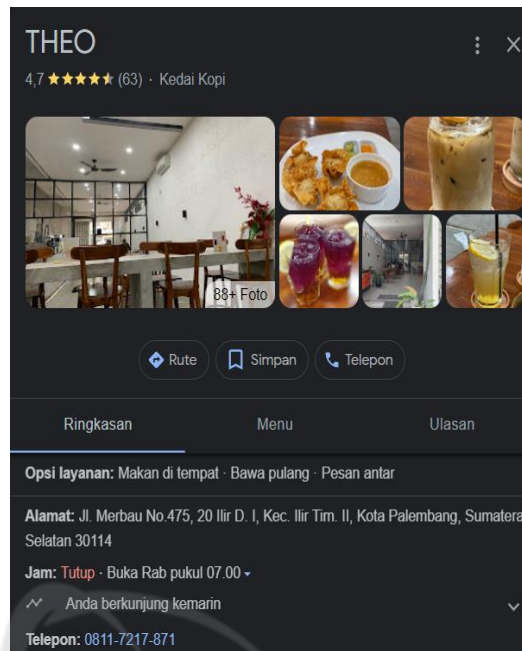 THEO
4,7 (63) · Kedai Kopi
88+ Foto
Rute
Simpan
Telepon
Ringkasan
Menu
Ulasan
Opsi layanan: Makan di tempat · Bawa pulang · Pesan antar
Alamat: Jl. Merbau No.475, 20 Ilir D. I, Kec. Ilir Tim. II, Kota Palembang, Sumatera
Selatan 30114
Jam: Tutup · Buka Rab pukul 07.00
Anda berkunjung kemarin
Telepon: 0811-7217-871